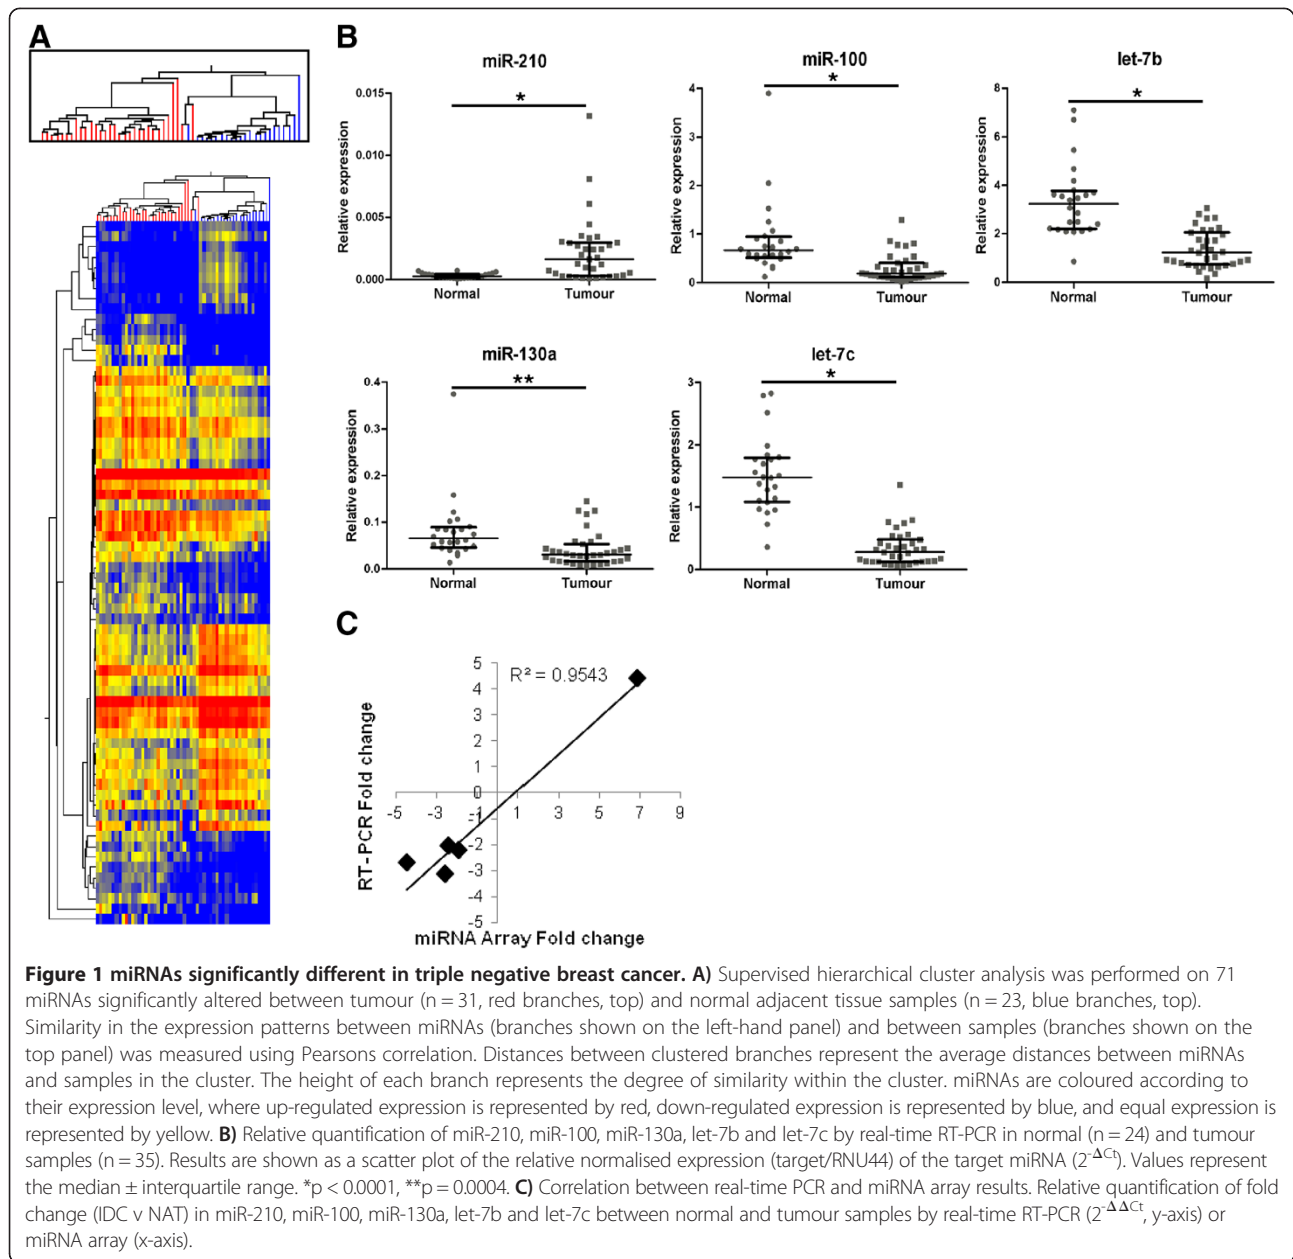 A
B
miR-210
Relative expression
0.015
0.010
0.005
0.000
*
Normal
Tumour
miR-100
Relative expression
4
3
2
1
0
*
Normal
Tumour
let-7b
Relative expression
8
6
4
2
0
*
Normal
Tumour
miR-130a
Relative expression
0.4
0.3
0.2
0.1
0.0
**
Normal
Tumour
let-7c
Relative expression
3
2
1
0
*
Normal
Tumour
C
RT-PCR Fold change
5
4
3
2
1
0
-1
-2
-3
-4
-5
R² = 0.9543
-5 -3 -1 1 3 5 7 9
miRNA Array Fold change
Figure 1 miRNAs significantly different in triple negative breast cancer. A) Supervised hierarchical cluster analysis was performed on 71
miRNAs significantly altered between tumour (n = 31, red branches, top) and normal adjacent tissue samples (n = 23, blue branches, top).
Similarity in the expression patterns between miRNAs (branches shown on the left-hand panel) and between samples (branches shown on the
top panel) was measured using Pearsons correlation. Distances between clustered branches represent the average distances between miRNAs
and samples in the cluster. The height of each branch represents the degree of similarity within the cluster. miRNAs are coloured according to
their expression level, where up-regulated expression is represented by red, down-regulated expression is represented by blue, and equal expression is
represented by yellow. B) Relative quantification of miR-210, miR-100, miR-130a, let-7b and let-7c by real-time RT-PCR in normal (n = 24) and tumour
samples (n = 35). Results are shown as a scatter plot of the relative normalised expression (target/RNU44) of the target miRNA (2^-ΔCt). Values represent
the median ± interquartile range. *p < 0.0001, **p = 0.0004. C) Correlation between real-time PCR and miRNA array results. Relative quantification of fold
change (IDC v NAT) in miR-210, miR-100, miR-130a, let-7b and let-7c between normal and tumour samples by real-time RT-PCR (2^-ΔΔCt, y-axis) or
miRNA array (x-axis).